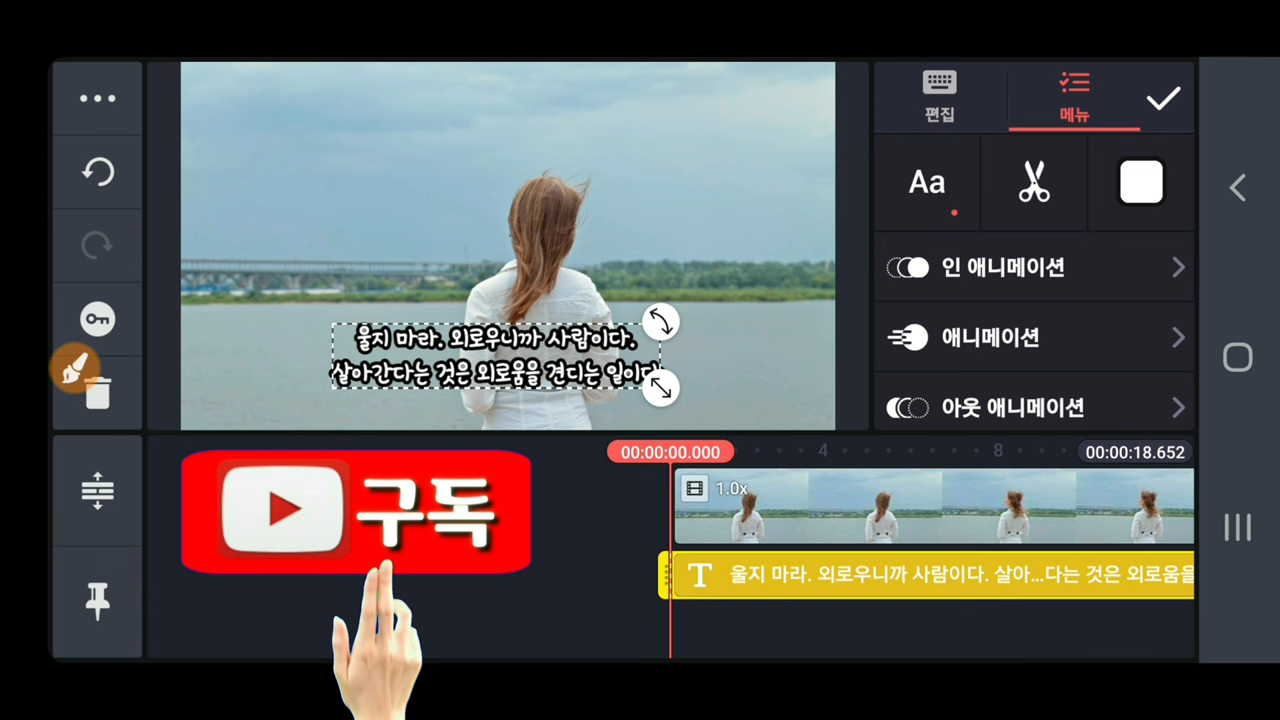 편집
메뉴
Aa
인 애니메이션
애니메이션
아웃 애니메이션
울지 마라. 외로우니까 사람이다.
살아간다는 것은 외로움을 견디는 일이다
00:00:00.000
4
8
00:00:18.652
1.0x
구독
T 울지 마라. 외로우니까 사람이다. 살아...다는 것은 외로움을